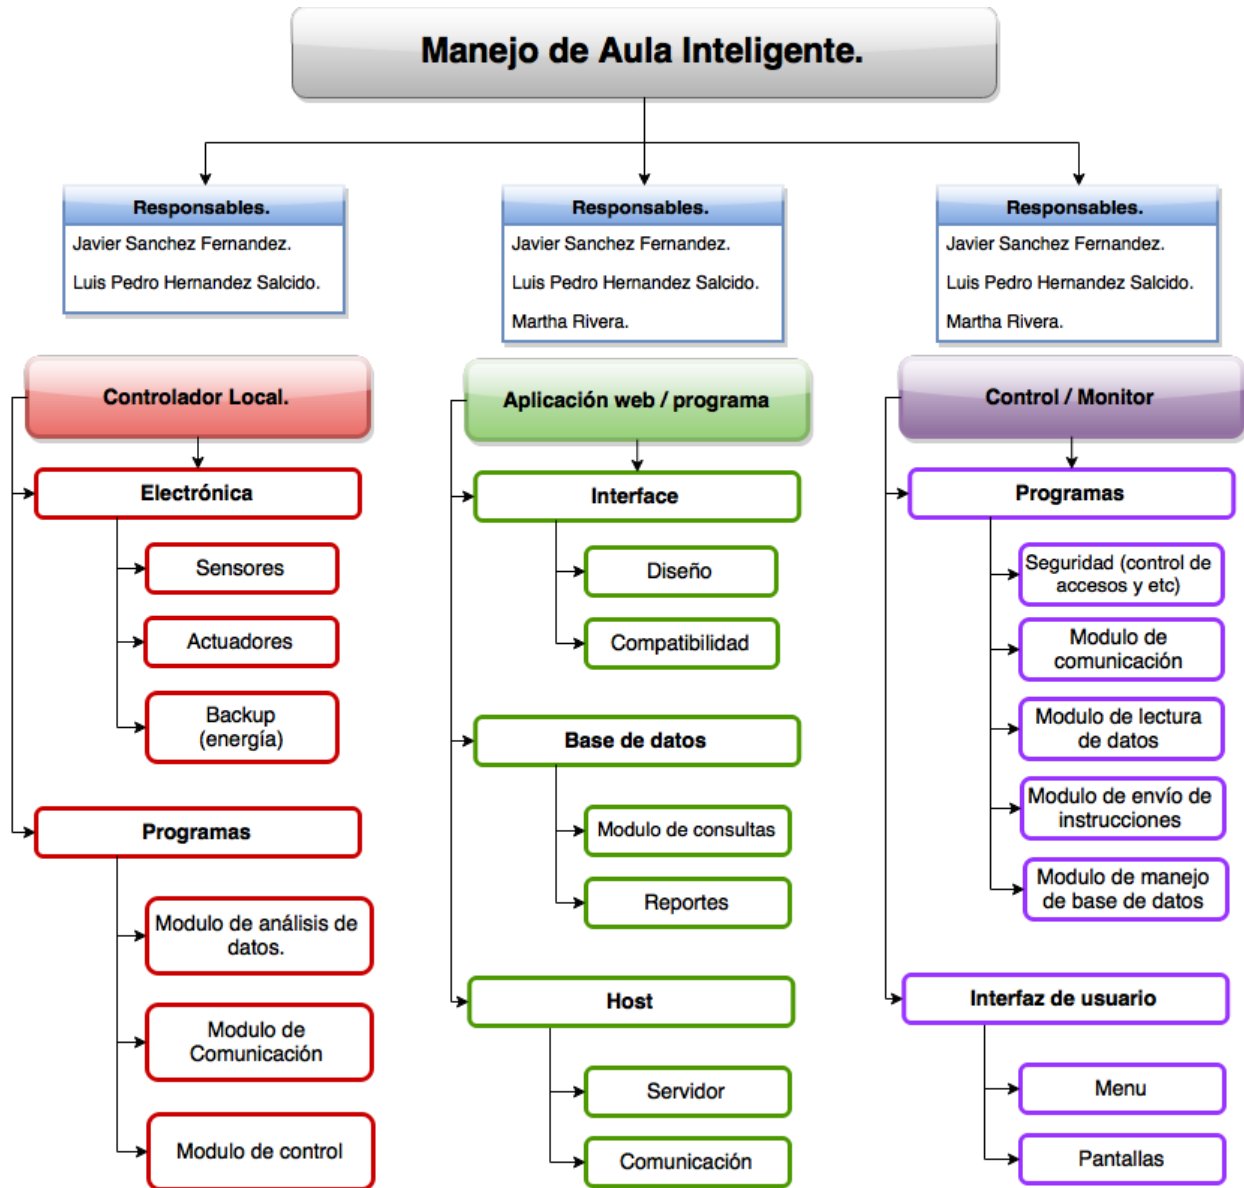 Manejo de Aula Inteligente.
Responsables.
Javier Sanchez Fernandez.
Luis Pedro Hernandez Salcido.
Responsables.
Javier Sanchez Fernandez.
Luis Pedro Hernandez Salcido.
Martha Rivera.
Responsables.
Javier Sanchez Fernandez.
Luis Pedro Hernandez Salcido.
Martha Rivera.
Controlador Local.
Electrónica
Sensores
Actuadores
Backup
(energía)
Programas
Modulo de análisis de
datos.
Modulo de
Comunicación
Modulo de control
Aplicación web / programa
Interface
Diseño
Compatibilidad
Base de datos
Modulo de consultas
Reportes
Host
Servidor
Comunicación
Control / Monitor
Programas
Seguridad (control de
accesos y etc)
Modulo de
comunicación
Modulo de lectura
de datos
Modulo de envío de
instrucciones
Modulo de manejo
de base de datos
Interfaz de usuario
Menu
Pantallas